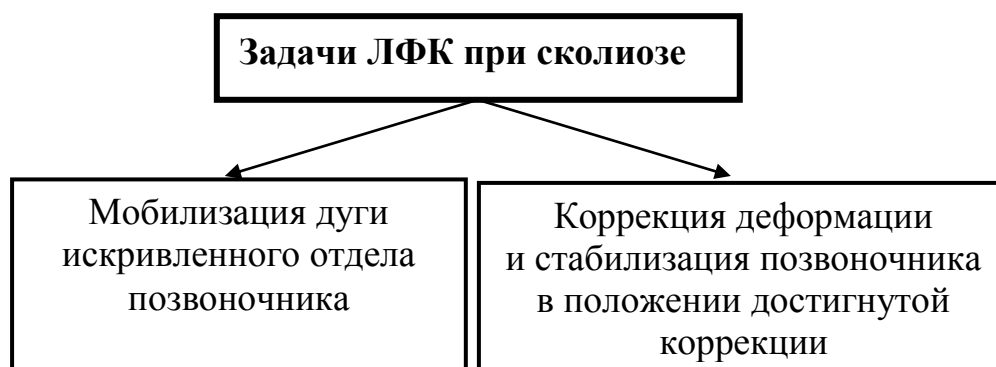 Задачи ЛФК при сколиозе
Мобилизация дуги
искривленного отдела
позвоночника
Коррекция деформации
и стабилизация позвоночника
в положении достигнутой
коррекции